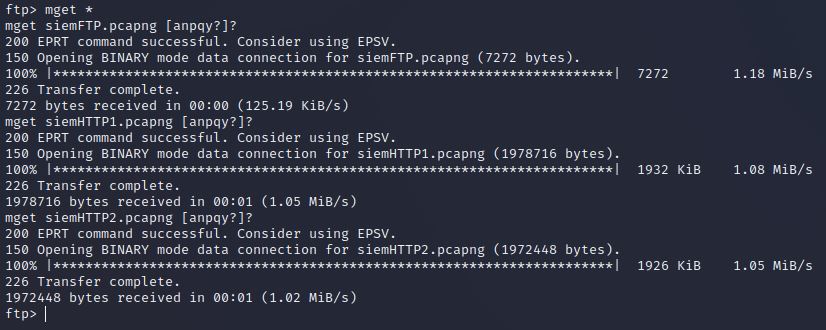 ftp> mget *
mget siemFTP.pcapng [anpqy?]?
200 EPRT command successful. Consider using EPSV.
150 Opening BINARY mode data connection for siemFTP.pcapng (7272 bytes).
100% |***********************************************************************|  7272        1.18 MiB/s
226 Transfer complete.
7272 bytes received in 00:00 (125.19 KiB/s)
mget siemHTTP1.pcapng [anpqy?]?
200 EPRT command successful. Consider using EPSV.
150 Opening BINARY mode data connection for siemHTTP1.pcapng (1978716 bytes).
100% |***********************************************************************|  1932 KiB    1.08 MiB/s
226 Transfer complete.
1978716 bytes received in 00:01 (1.05 MiB/s)
mget siemHTTP2.pcapng [anpqy?]?
200 EPRT command successful. Consider using EPSV.
150 Opening BINARY mode data connection for siemHTTP2.pcapng (1972448 bytes).
100% |***********************************************************************|  1926 KiB    1.05 MiB/s
226 Transfer complete.
1972448 bytes received in 00:01 (1.02 MiB/s)
ftp>